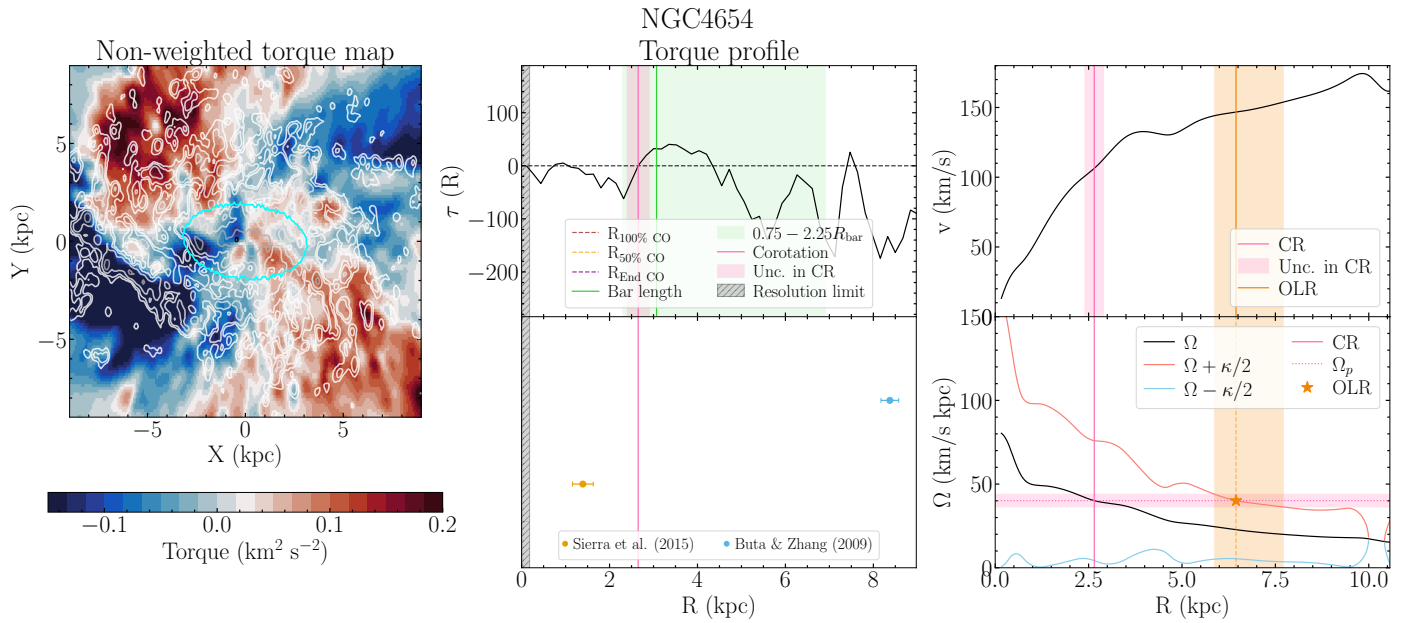 NGC4654
Non-weighted torque map
Y (kpc)
5
0
−5
−5
0
5
X (kpc)
−0.1
0.0
0.1
0.2
Torque (km² s⁻²)
Torque profile
τ (R)
100
0
−100
−200
R100% CO
R50% CO
REnd CO
Bar length
0.75 − 2.25Rbar
Corotation
Unc. in CR
Resolution limit
Sierra et al. (2015)
Buta & Zhang (2009)
0
2
4
6
8
R (kpc)
v (km/s)
150
100
50
CR
Unc. in CR
OLR
Ω (km/s kpc)
150
100
50
0
Ω
Ω + κ/2
Ω − κ/2
CR
Ωp
OLR
0.0
2.5
5.0
7.5
10.0
R (kpc)